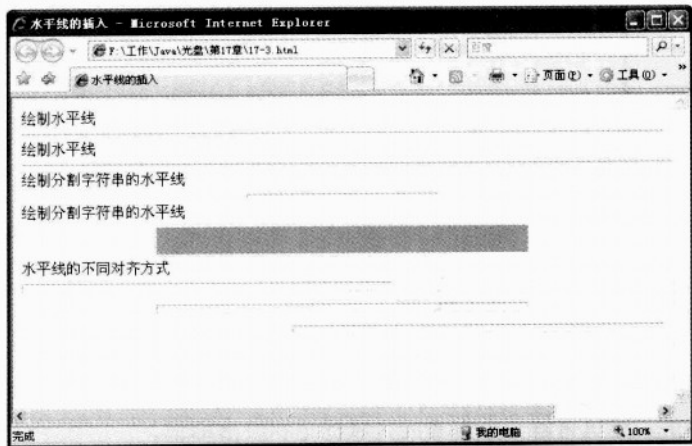 水平线的插入 - Microsoft Internet Explorer
F:\工作\Java\光盘\第17章\17-3.html
百度
水平线的插入
页面(P) 工具(O)
绘制水平线
绘制水平线
绘制分割字符串的水平线
绘制分割字符串的水平线
水平线的不同对齐方式
完成 我的电脑 100%